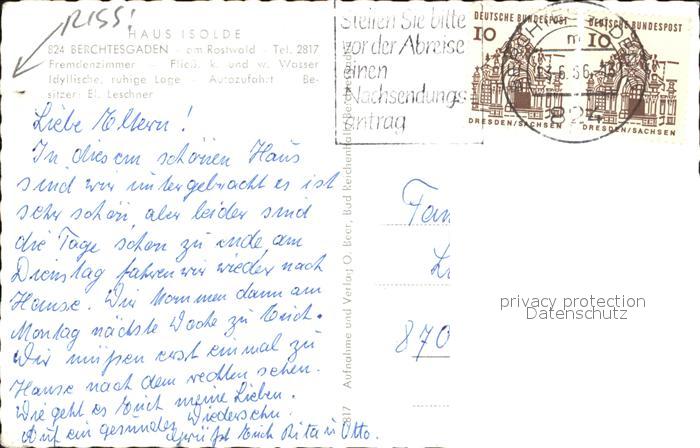 RISS!
HAUS ISOLDE
824 BERCHTESGADEN - am Rostwald - Tel. 2817
Fremdenzimmer - Fließ. k. und w. Wasser
Idyllische, ruhige Lage - Autozufahrt Be-
sitzer: El. Leschner
Liebe Eltern!
In diesem schönen Haus
sind wir untergebracht es ist
sehr schön, aber leider sind
die Tage schon zu ende am
Dienstag fahren wir wieder nach
Hause. Wir kommen dann am
Montag nächste Woche zu Euch.
Wir müßen erst einmal zu
Hause nach dem rechten sehen.
Wie geht es Euch meine Lieben.
Auf ein gesundes Wiedersehn.
grüßt Euch Rita u. Otto.
817 Aufnahme und Verlag O. Beer, Bad Reichenhall/Berchtesgaden
Stellen Sie bitte
vor der Abreise
einen
Nachsendungs
antrag
DEUTSCHE BUNDESPOST
10
DRESDEN/SACHSEN
DEUTSCHE BUNDESPOST
10
DRESDEN/SACHSEN
BERCHTESGADEN
m
824
Fam
870
privacy protection
Datenschutz